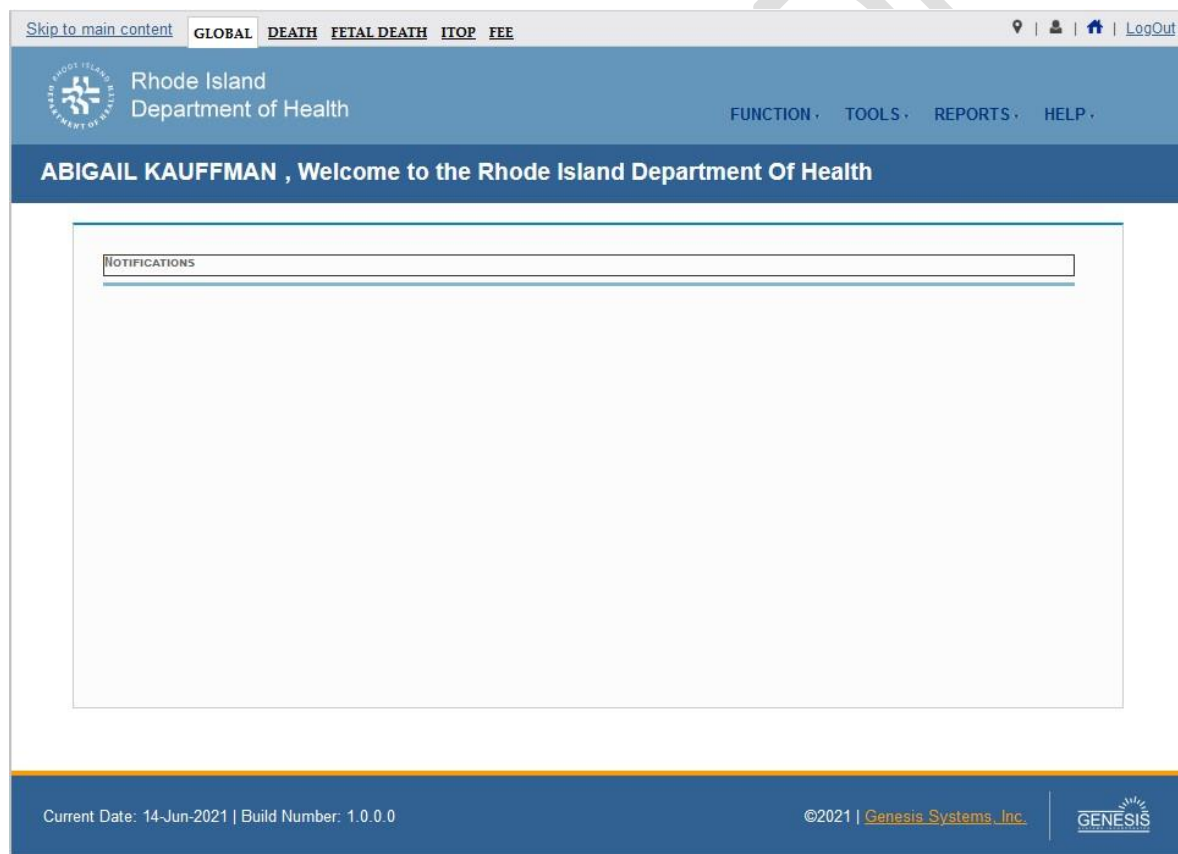 Skip to main content GLOBAL DEATH FETAL DEATH ITOP FEE | | | LogOut
Rhode Island
Department of Health
FUNCTION TOOLS REPORTS HELP
ABIGAIL KAUFFMAN , Welcome to the Rhode Island Department Of Health
NOTIFICATIONS
Current Date: 14-Jun-2021 | Build Number: 1.0.0.0 ©2021 | Genesis Systems, Inc.
GENESIS